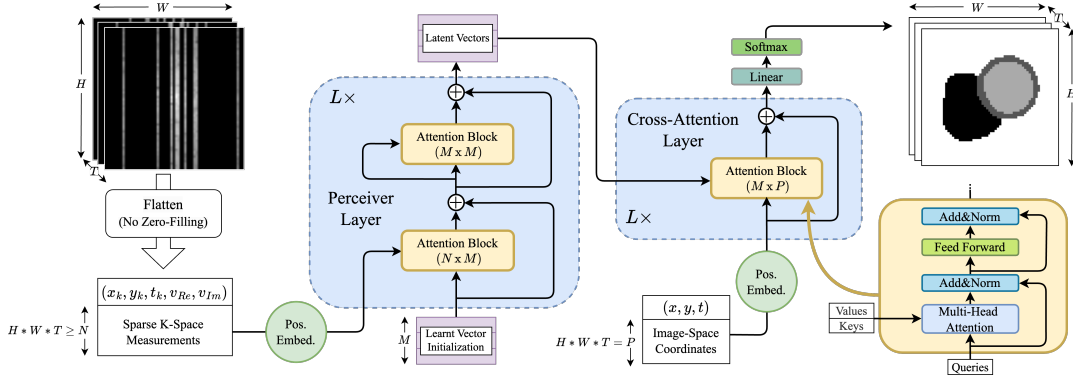 W
H
T
Flatten
(No Zero-Filling)
(x_k, y_k, t_k, v_Re, v_Im)
H * W * T ≥ N
Sparse K-Space
Measurements
Pos.
Embed.
Latent Vectors
L×
Attention Block
(M x M)
Perceiver
Layer
Attention Block
(N x M)
M
Learnt Vector
Initialization
Softmax
Linear
Cross-Attention
Layer
Attention Block
(M x P)
L×
Pos.
Embed.
(x, y, t)
H * W * T = P
Image-Space
Coordinates
W
T
H
Add&Norm
Feed Forward
Add&Norm
Values
Keys
Multi-Head
Attention
Queries